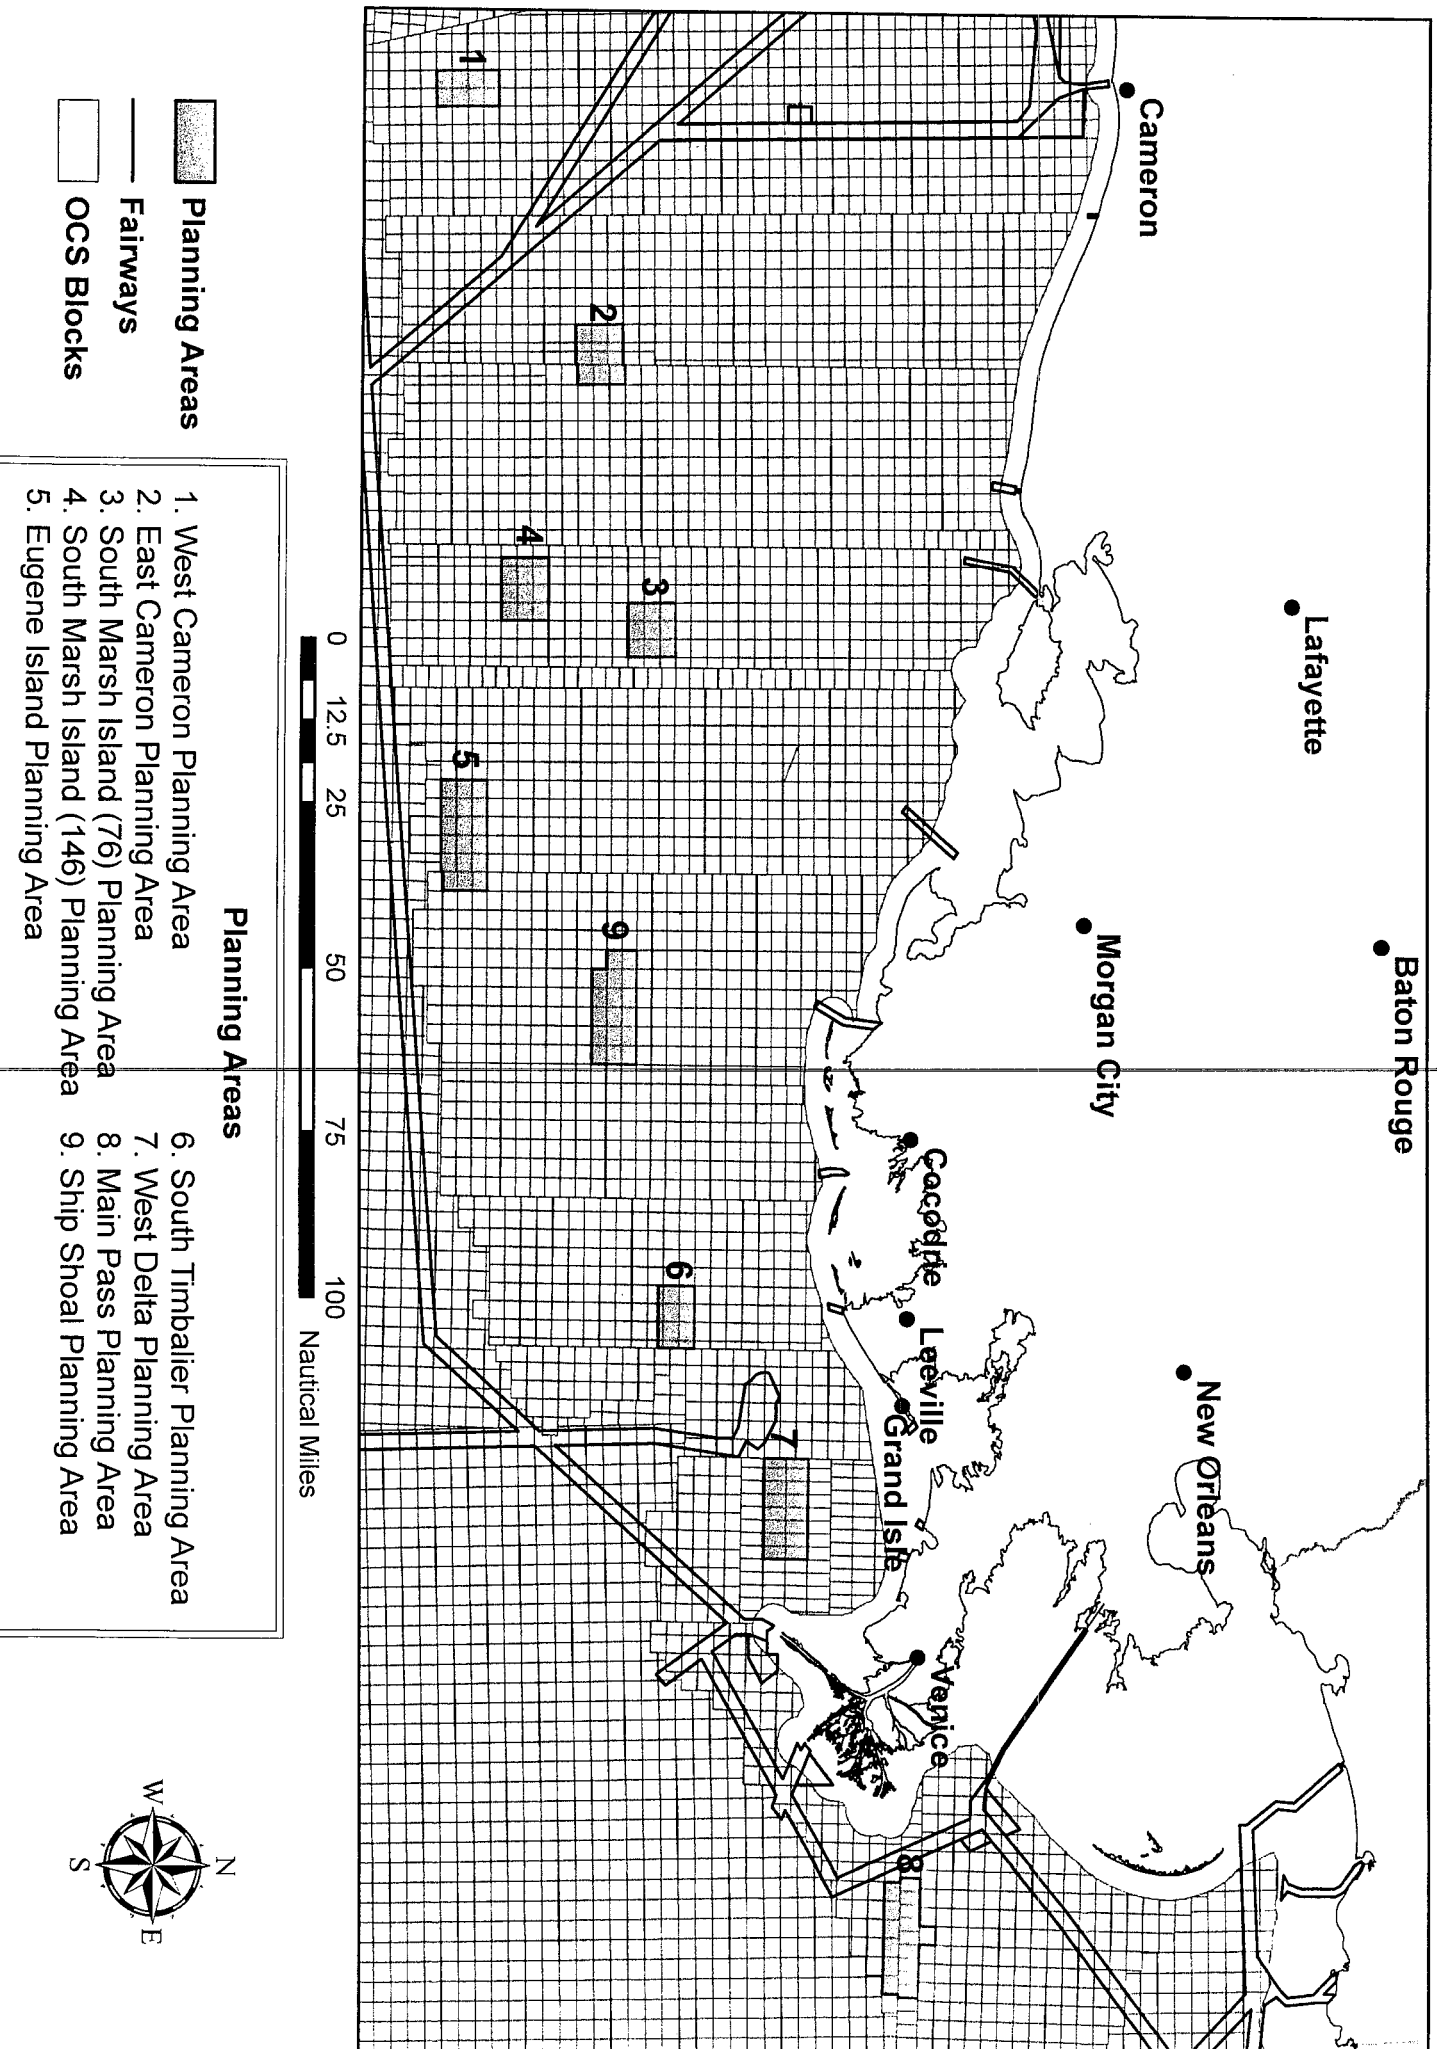 Cameron
Lafayette
Baton Rouge
Morgan City
Cocodrie
Leeville
Grand Isle
New Orleans
Venice
1
2
3
4
5
6
7
8
9
0 12.5 25 50 75 100
Nautical Miles
Planning Areas
Fairways
OCS Blocks
Planning Areas
1. West Cameron Planning Area
2. East Cameron Planning Area
3. South Marsh Island (76) Planning Area
4. South Marsh Island (146) Planning Area
5. Eugene Island Planning Area
6. South Timbalier Planning Area
7. West Delta Planning Area
8. Main Pass Planning Area
9. Ship Shoal Planning Area
N
W
E
S